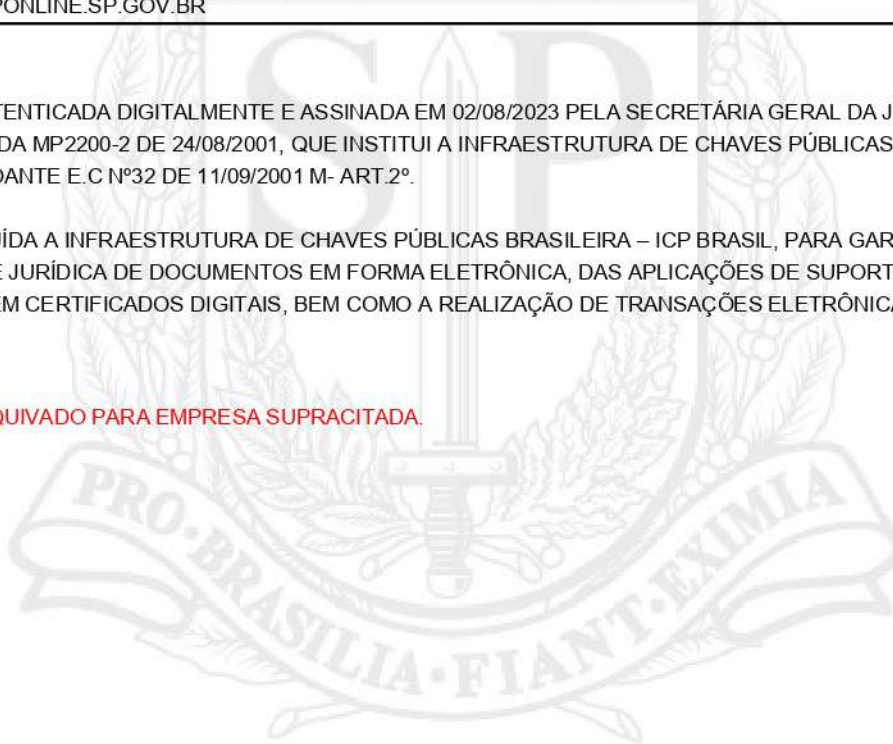 PONLINE.SP.GOV.BR
TENTICADA DIGITALMENTE E ASSINADA EM 02/08/2023 PELA SECRETÁRIA GERAL DA J
DA MP2200-2 DE 24/08/2001, QUE INSTITUI A INFRAESTRUTURA DE CHAVES PÚBLICAS
DANTE E.C Nº32 DE 11/09/2001 M- ART.2º.
ÍDA A INFRAESTRUTURA DE CHAVES PÚBLICAS BRASILEIRA – ICP BRASIL, PARA GAR
E JURÍDICA DE DOCUMENTOS EM FORMA ELETRÔNICA, DAS APLICAÇÕES DE SUPORT
EM CERTIFICADOS DIGITAIS, BEM COMO A REALIZAÇÃO DE TRANSAÇÕES ELETRÔNICA
QUIVADO PARA EMPRESA SUPRACITADA.
SP
PRO·BRASILIA·FIANT·EXIMIA